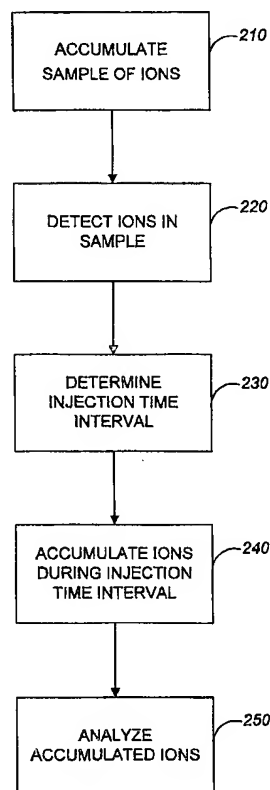 ACCUMULATE
SAMPLE OF IONS
210
DETECT IONS IN
SAMPLE
220
DETERMINE
INJECTION TIME
INTERVAL
230
ACCUMULATE IONS
DURING INJECTION
TIME INTERVAL
240
ANALYZE
ACCUMULATED IONS
250